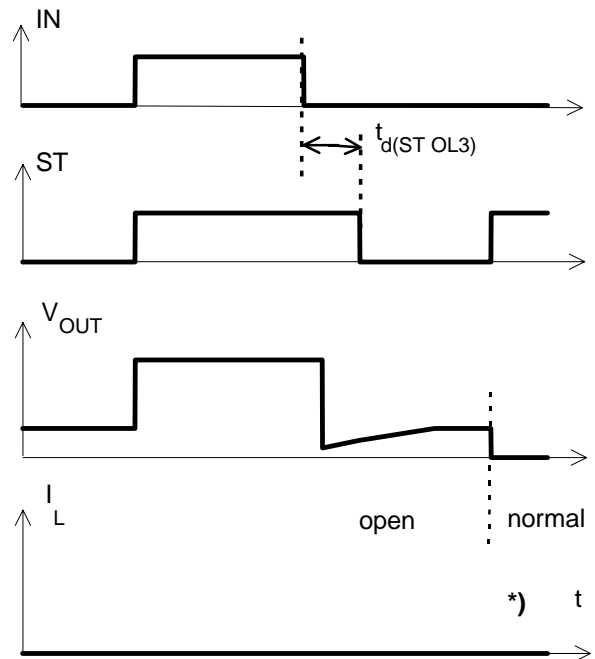 IN
t d(ST OL3)
ST
V OUT
I L
open normal
*) t